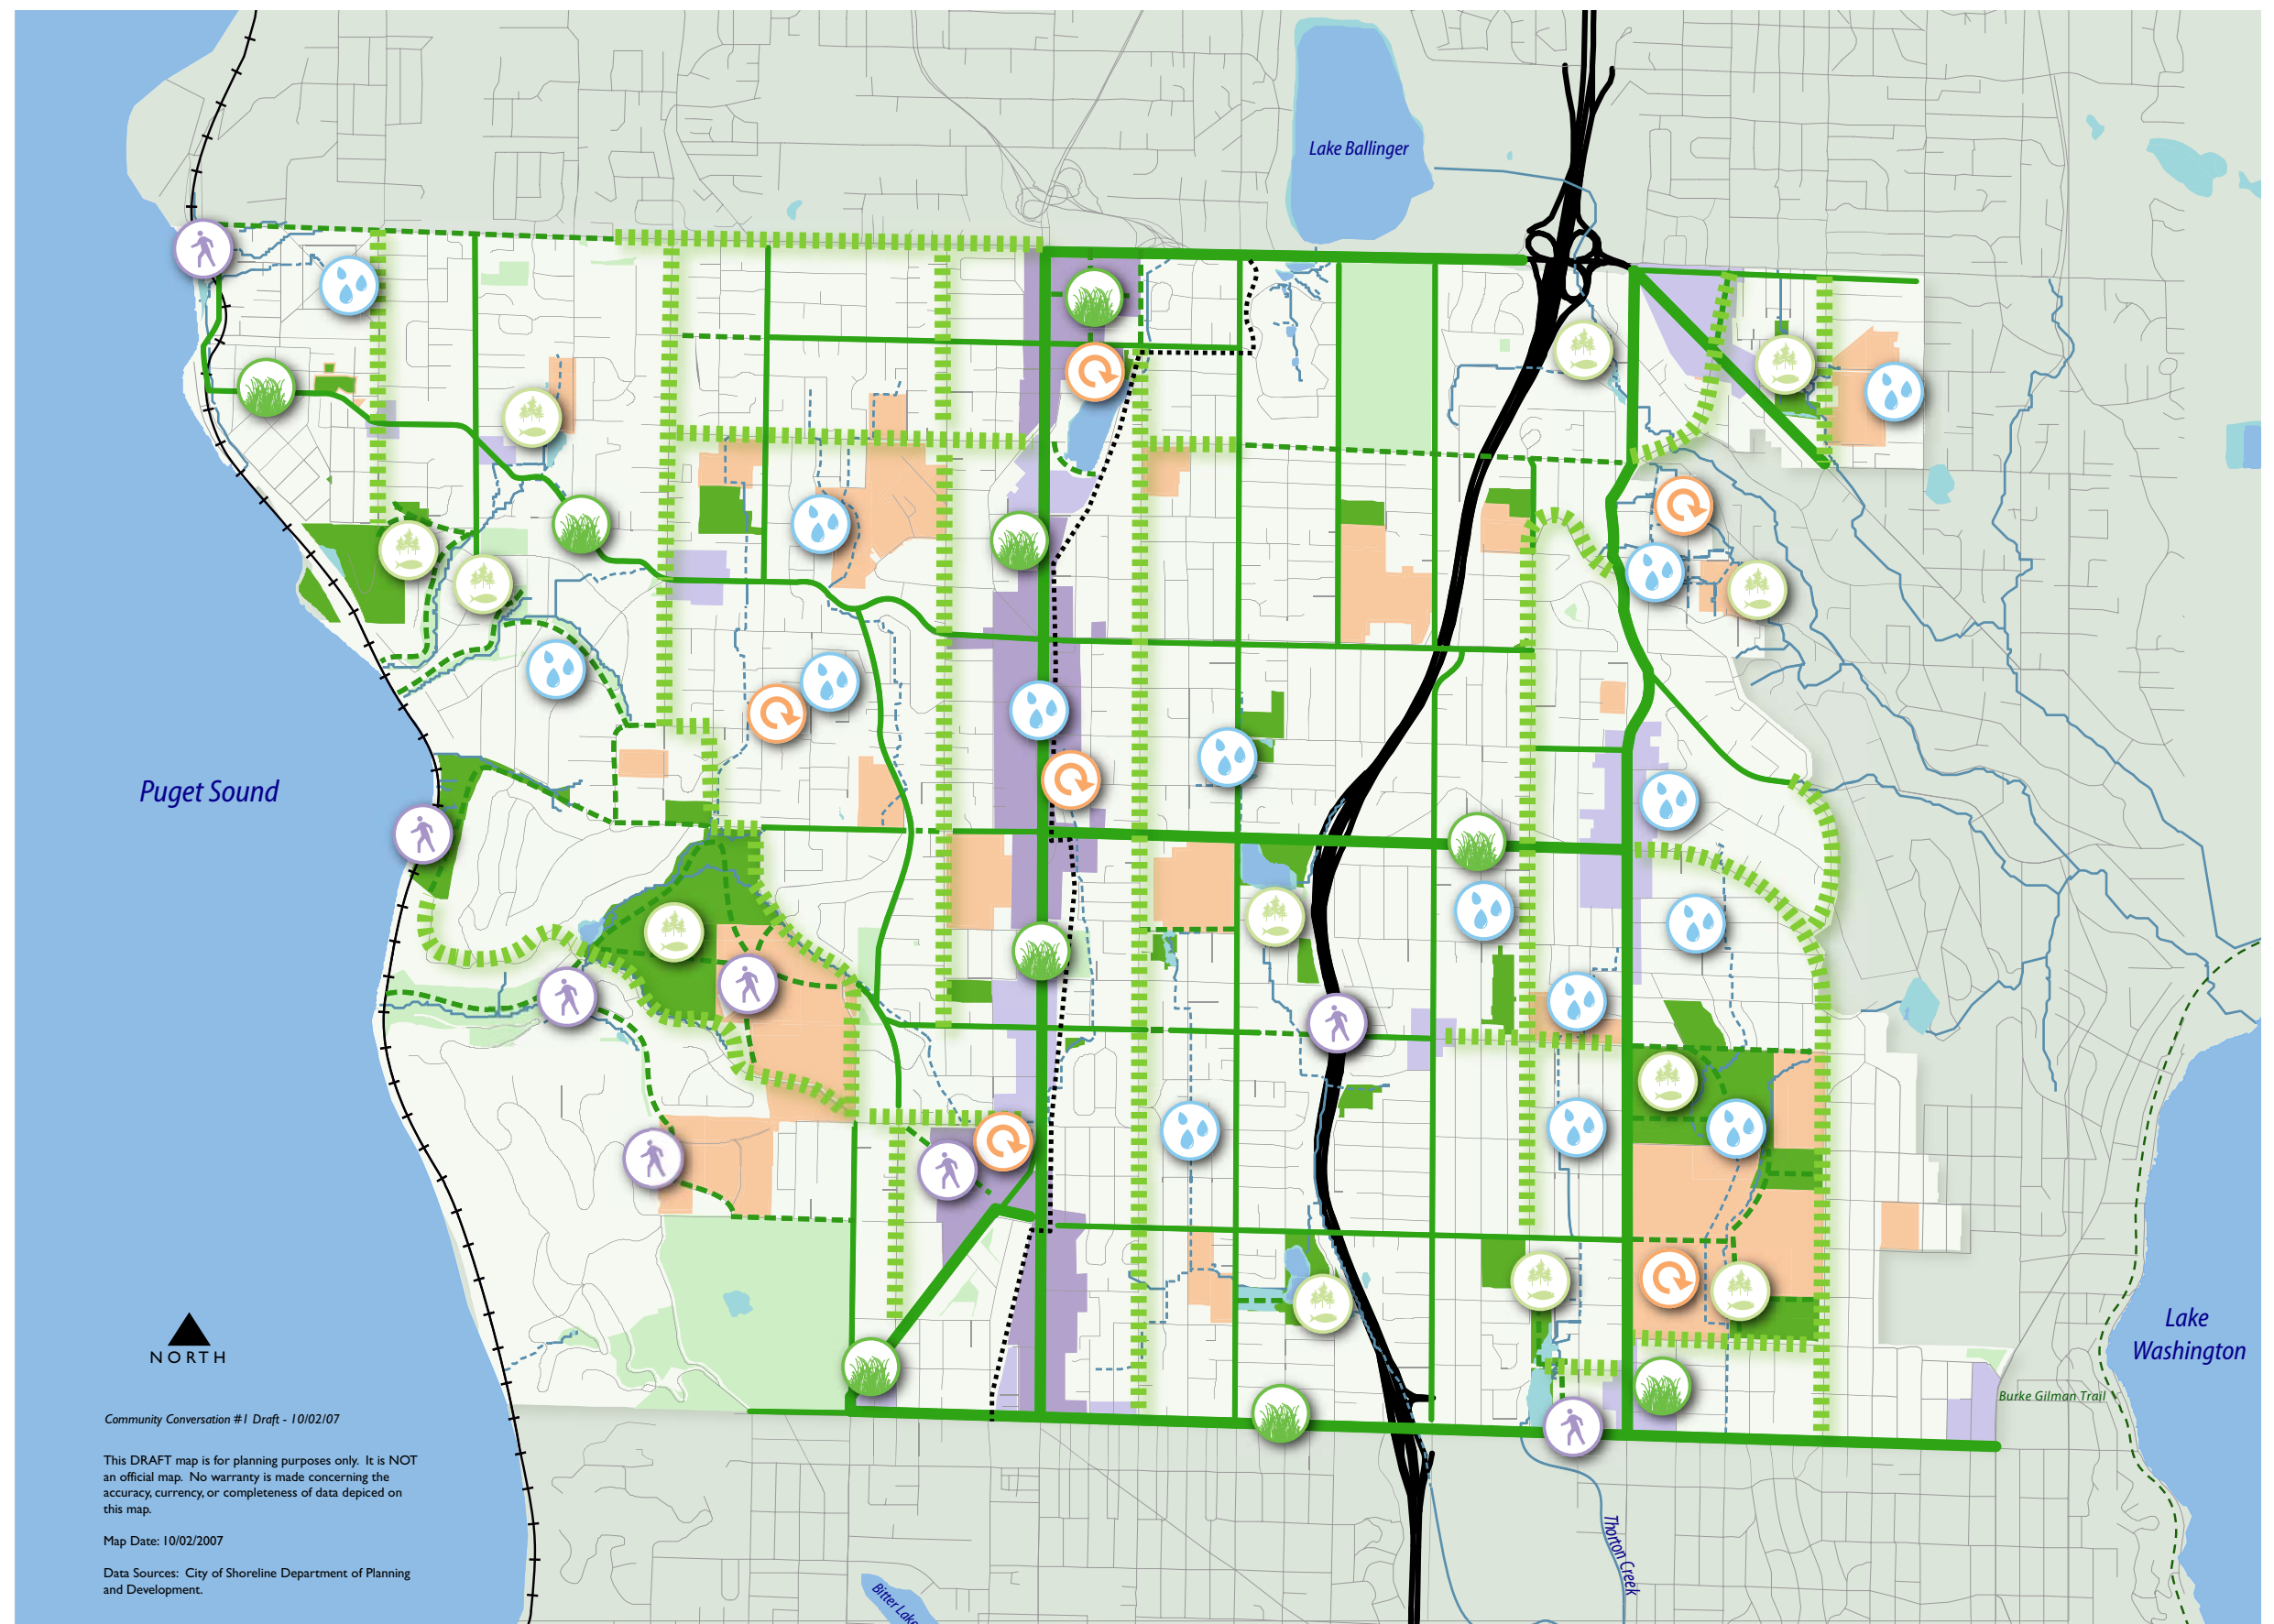 Lake Ballinger
Puget Sound
NORTH
Lake
Washington
Burke Gilman Trail
Community Conversation #1 Draft - 10/02/07
This DRAFT map is for planning purposes only. It is NOT
an official map. No warranty is made concerning the
accuracy, currency, or completeness of data depiced on
this map.
Map Date: 10/02/2007
Data Sources: City of Shoreline Department of Planning
and Development.
Thorton Creek
Bitter Lake